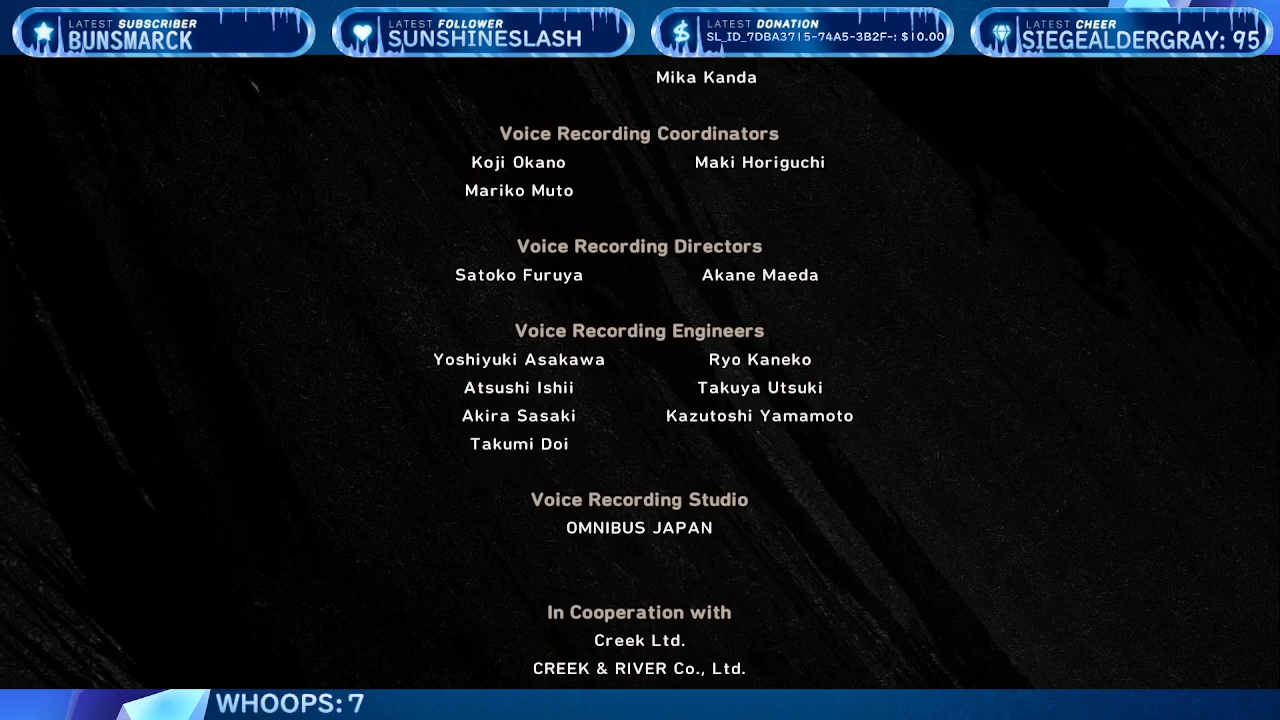 LATEST SUBSCRIBER
BUNSMARCK
LATEST FOLLOWER
SUNSHINESLASH
LATEST DONATION
SL_ID_7DBA3715-74A5-3B2F-: $10.00
LATEST CHEER
SIEGEALDERGRAY: 95
Mika Kanda
Voice Recording Coordinators
Koji Okano Maki Horiguchi
Mariko Muto
Voice Recording Directors
Satoko Furuya Akane Maeda
Voice Recording Engineers
Yoshiyuki Asakawa Ryo Kaneko
Atsushi Ishii Takuya Utsuki
Akira Sasaki Kazutoshi Yamamoto
Takumi Doi
Voice Recording Studio
OMNIBUS JAPAN
In Cooperation with
Creek Ltd.
CREEK & RIVER Co., Ltd.
WHOOPS: 7